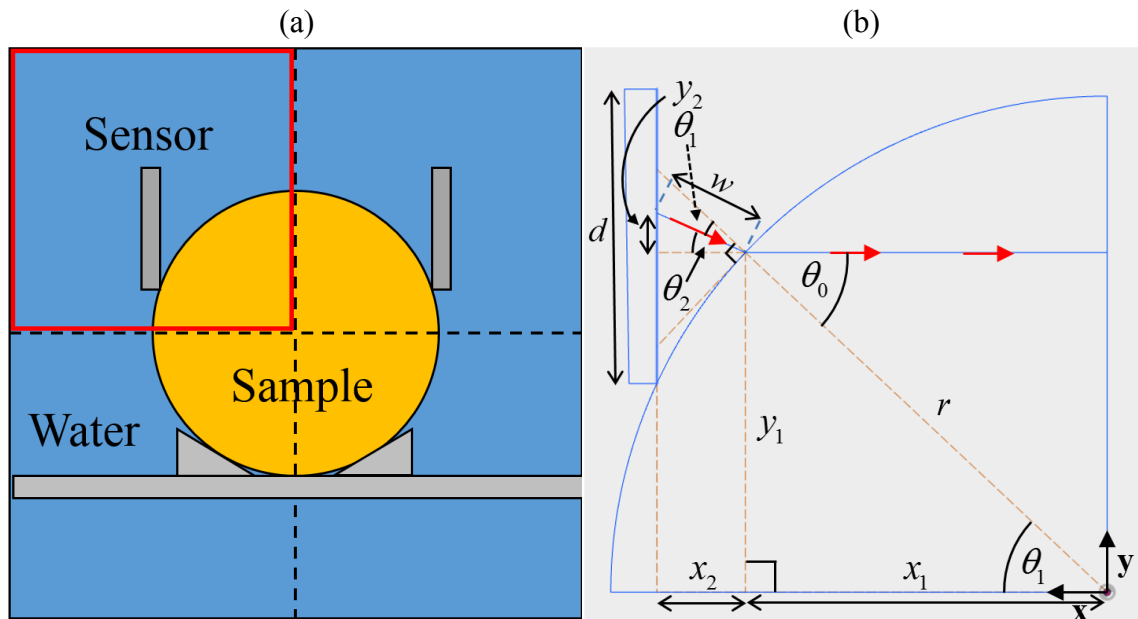 (a)
(b)
Sensor
Sample
Water
y₂
θ₁
w
d
θ₂
θ₀
r
y₁
x₂
x₁
θ₁
y
x